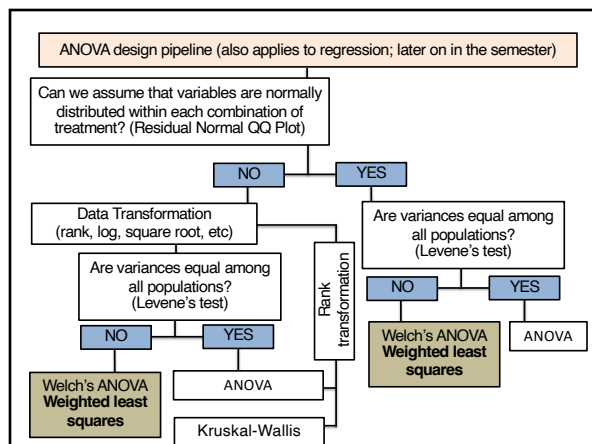 ANOVA design pipeline (also applies to regression; later on in the semester)
Can we assume that variables are normally
distributed within each combination of
treatment? (Residual Normal QQ Plot)
NO
YES
Data Transformation
(rank, log, square root, etc)
Are variances equal among
all populations?
(Levene's test)
NO
YES
Welch's ANOVA
Weighted least
squares
ANOVA
Rank
transformation
Kruskal-Wallis
Are variances equal among
all populations?
(Levene's test)
NO
YES
Welch's ANOVA
Weighted least
squares
ANOVA